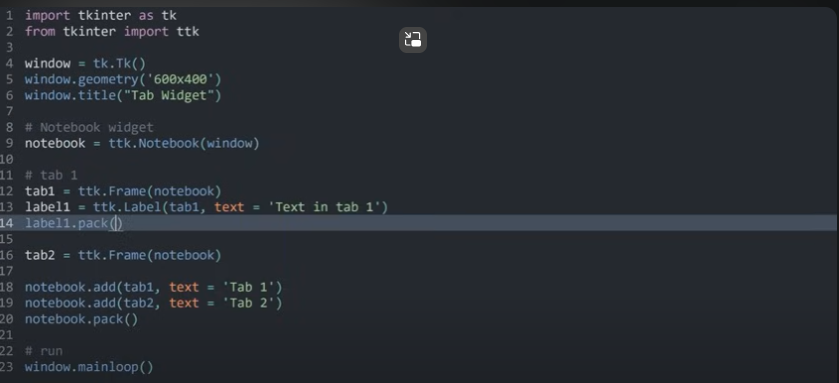 1 import tkinter as tk
2 from tkinter import ttk
3
4 window = tk.Tk()
5 window.geometry('600x400')
6 window.title("Tab Widget")
7
8 # Notebook widget
9 notebook = ttk.Notebook(window)
10
11 # tab 1
12 tab1 = ttk.Frame(notebook)
13 label1 = ttk.Label(tab1, text = 'Text in tab 1')
14 label1.pack()
15
16 tab2 = ttk.Frame(notebook)
17
18 notebook.add(tab1, text = 'Tab 1')
19 notebook.add(tab2, text = 'Tab 2')
20 notebook.pack()
21
22 # run
23 window.mainloop()